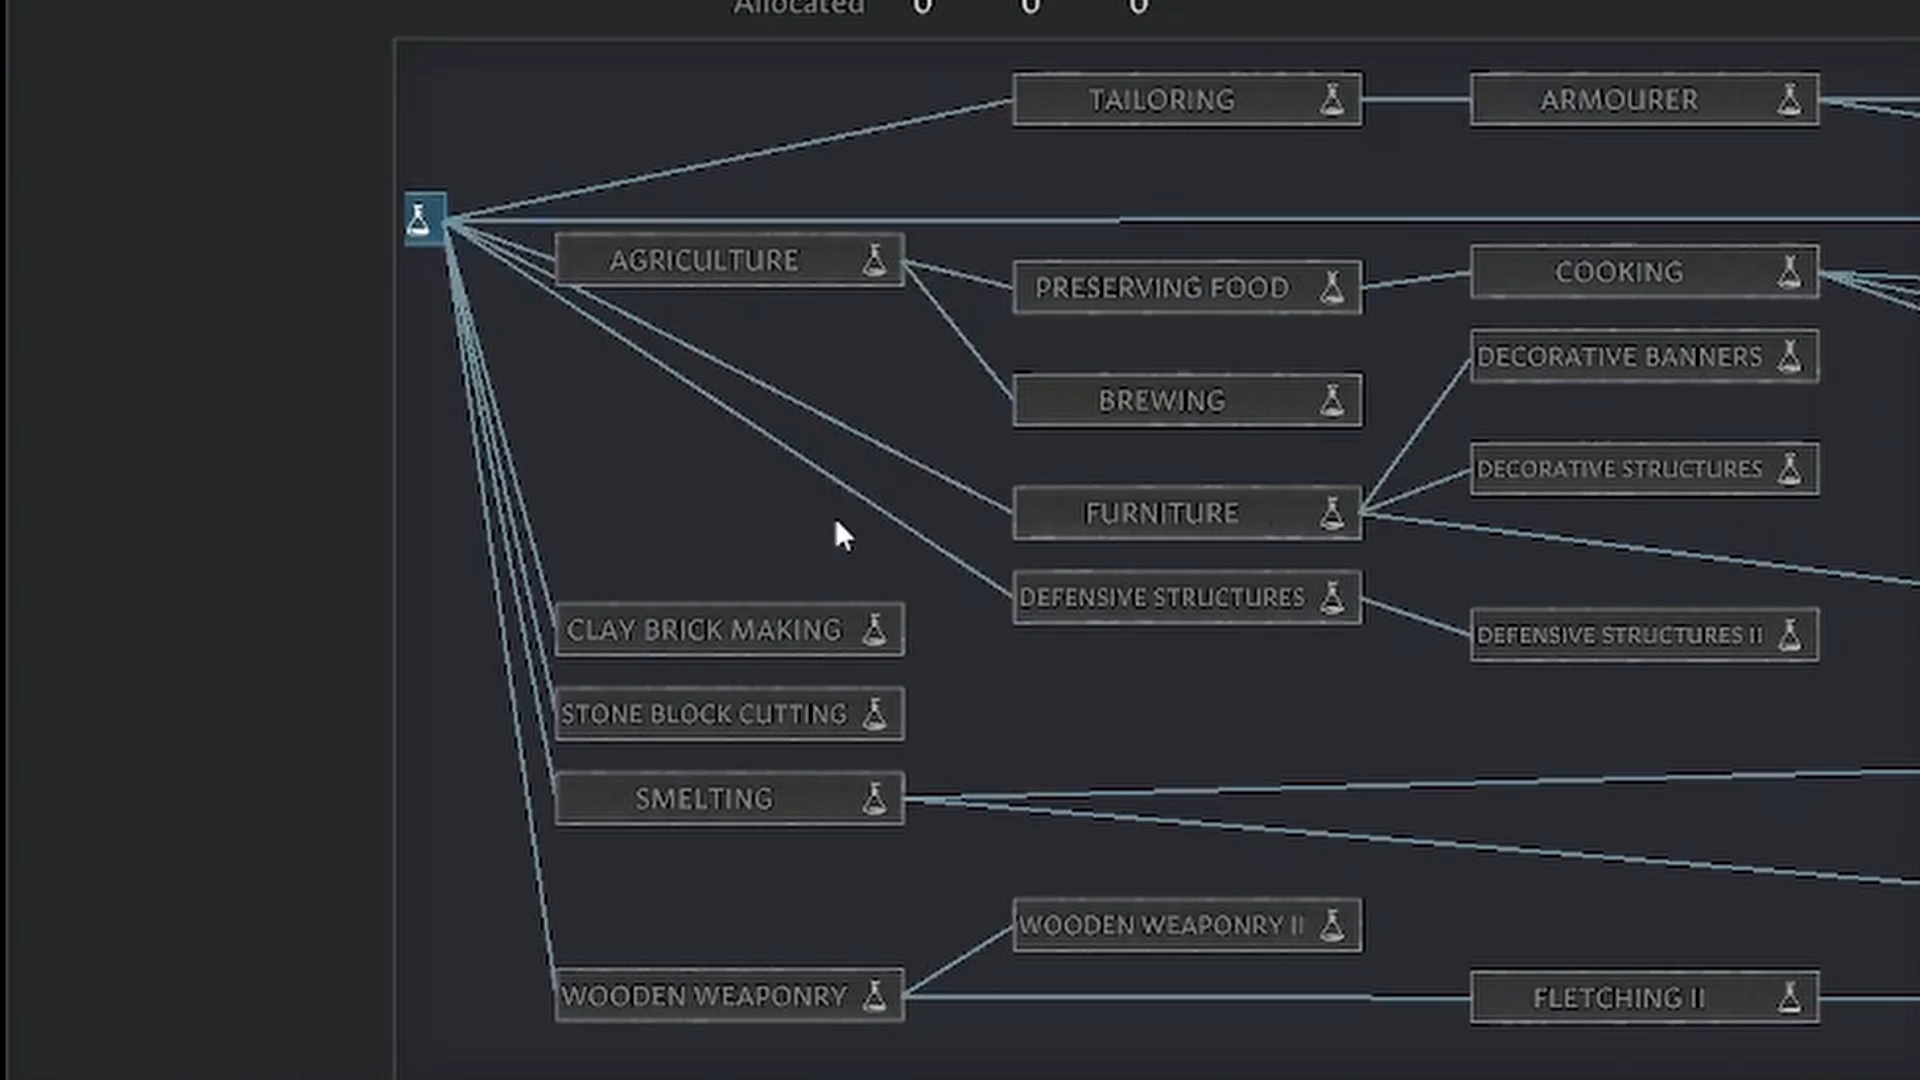 Allocated 0 0 0
TAILORING
ARMOURER
AGRICULTURE
PRESERVING FOOD
COOKING
DECORATIVE BANNERS
BREWING
DECORATIVE STRUCTURES
FURNITURE
DEFENSIVE STRUCTURES
CLAY BRICK MAKING
DEFENSIVE STRUCTURES II
STONE BLOCK CUTTING
SMELTING
WOODEN WEAPONRY II
WOODEN WEAPONRY
FLETCHING II